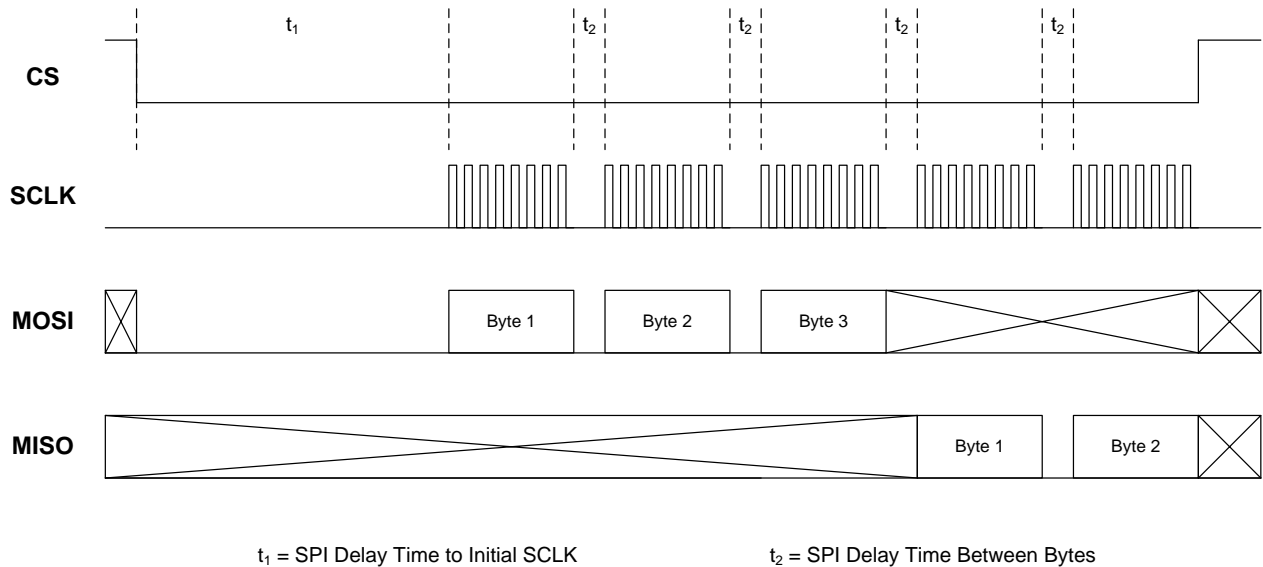 t₁ t₂ t₂ t₂ t₂
CS
SCLK
MOSI Byte 1 Byte 2 Byte 3
MISO Byte 1 Byte 2
t₁ = SPI Delay Time to Initial SCLK t₂ = SPI Delay Time Between Bytes